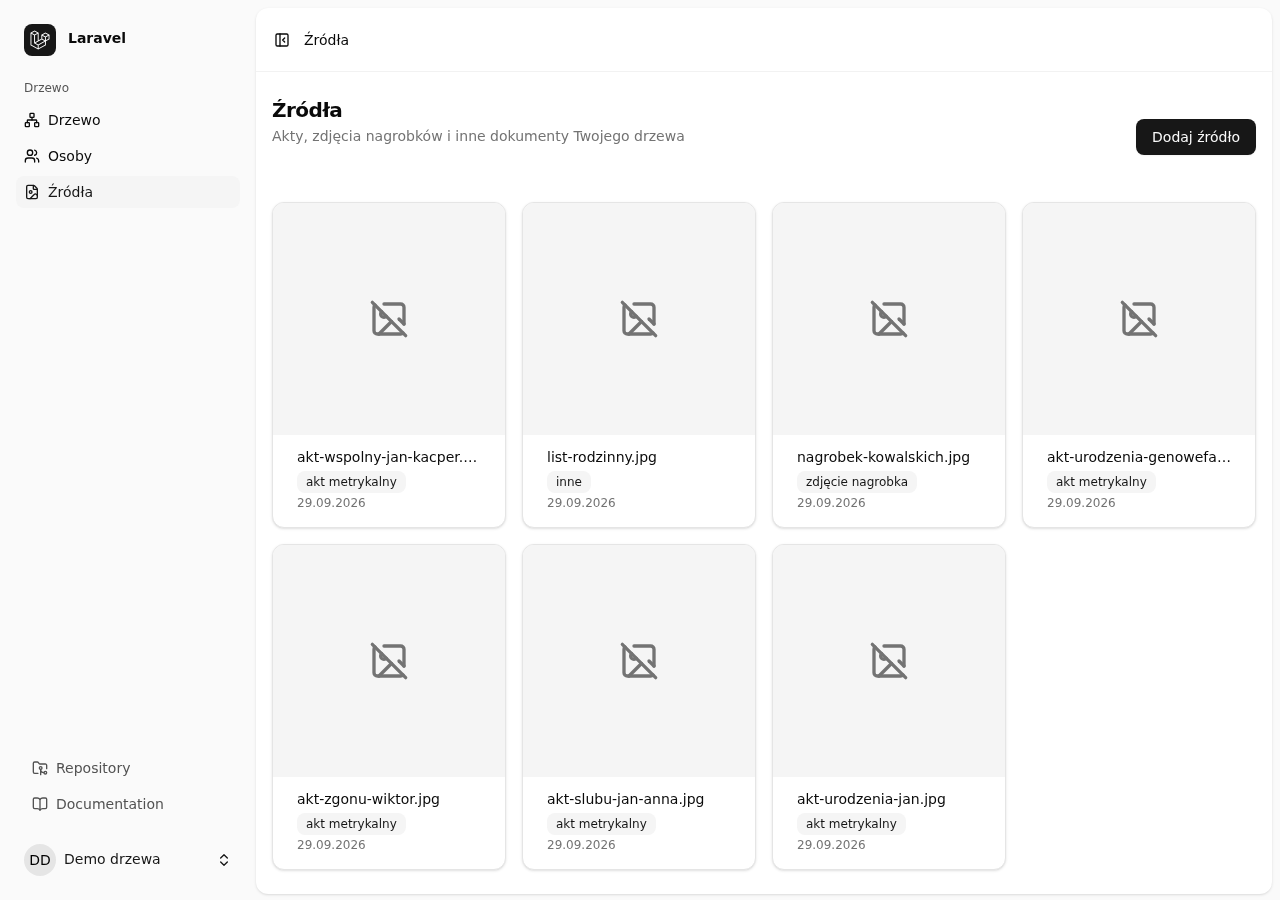 Laravel
Drzewo
Drzewo
Osoby
Źródła
Repository
Documentation
DD
Demo drzewa
Źródła
Źródła
Akty, zdjęcia nagrobków i inne dokumenty Twojego drzewa
Dodaj źródło
akt-wspolny-jan-kacper.…
akt metrykalny
29.09.2026
list-rodzinny.jpg
inne
29.09.2026
nagrobek-kowalskich.jpg
zdjęcie nagrobka
29.09.2026
akt-urodzenia-genowefa…
akt metrykalny
29.09.2026
akt-zgonu-wiktor.jpg
akt metrykalny
29.09.2026
akt-slubu-jan-anna.jpg
akt metrykalny
29.09.2026
akt-urodzenia-jan.jpg
akt metrykalny
29.09.2026